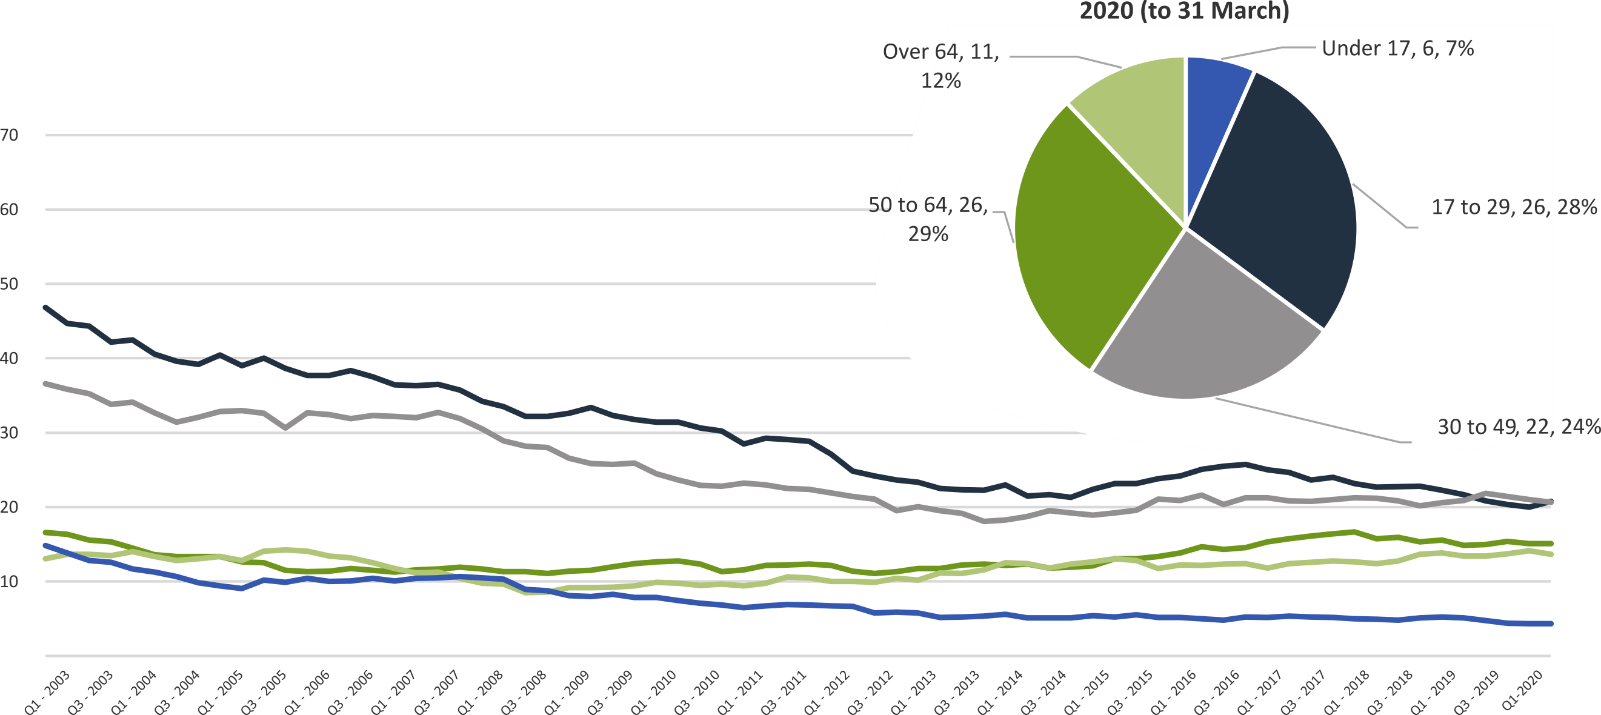 2020 (to 31 March)
Over 64, 11,
12%
Under 17, 6, 7%
50 to 64, 26,
29%
17 to 29, 26, 28%
30 to 49, 22, 24%
70
60
50
40
30
20
10
Q1 - 2003
Q3 - 2003
Q1 - 2004
Q3 - 2004
Q1 - 2005
Q3 - 2005
Q1 - 2006
Q3 - 2006
Q1 - 2007
Q3 - 2007
Q1 - 2008
Q3 - 2008
Q1 - 2009
Q3 - 2009
Q1 - 2010
Q3 - 2010
Q1 - 2011
Q3 - 2011
Q1 - 2012
Q3 - 2012
Q1 - 2013
Q3 - 2013
Q1 - 2014
Q3 - 2014
Q1 - 2015
Q3 - 2015
Q1 - 2016
Q3 - 2016
Q1 - 2017
Q3 - 2017
Q1 - 2018
Q3 - 2018
Q1 - 2019
Q3 - 2019
Q1-2020